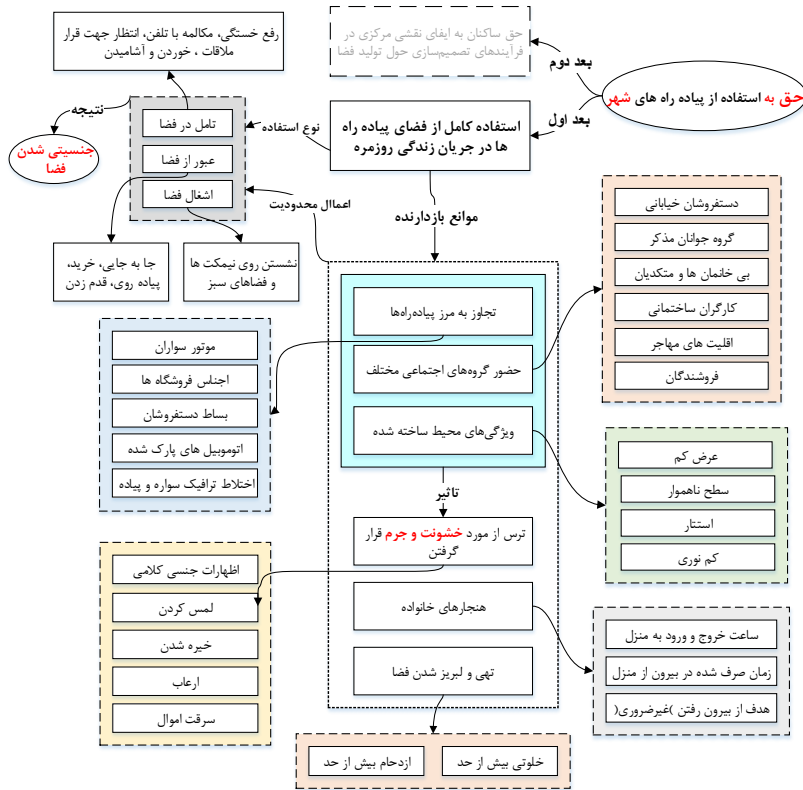 حق به استفاده از پیاده راه های شهر
بعد دوم
بعد اول
حق ساکنان به ایفای نقشی مرکزی در
فرآیندهای تصمیم‌سازی حول تولید فضا
استفاده کامل از فضای پیاده راه
ها در جریان زندگی روزمره
نوع استفاده
رفع خستگی، مکالمه با تلفن، انتظار جهت قرار
ملاقات ، خوردن و آشامیدن
تامل در فضا
عبور از فضا
اشغال فضا
نتیجه
جنسیتی شدن
فضا
جا به جایی، خرید،
پیاده روی، قدم زدن
نشستن روی نیمکت ها
و فضاهای سبز
اعماال محدودیت
موانع بازدارنده
تجاوز به مرز پیاده‌راه‌ها
حضور گروه‌های اجتماعی مختلف
ویژگی‌های محیط ساخته شده
دستفروشان خیابانی
گروه جوانان مذکر
بی خانمان ها و متکدیان
کارگران ساختمانی
اقلیت های مهاجر
فروشندگان
موتور سواران
اجناس فروشگاه ها
بساط دستفروشان
اتوموبیل های پارک شده
اختلاط ترافیک سواره و پیاده
عرض کم
سطح ناهموار
استتار
کم نوری
تاثیر
ترس از مورد خشونت و جرم قرار
گرفتن
هنجارهای خانواده
تهی و لبریز شدن فضا
اظهارات جنسی کلامی
لمس کردن
خیره شدن
ارعاب
سرقت اموال
ساعت خروج و ورود به منزل
زمان صرف شده در بیرون از منزل
هدف از بیرون رفتن )غیرضروری(
خلوتی بیش از حد
ازدحام بیش از حد